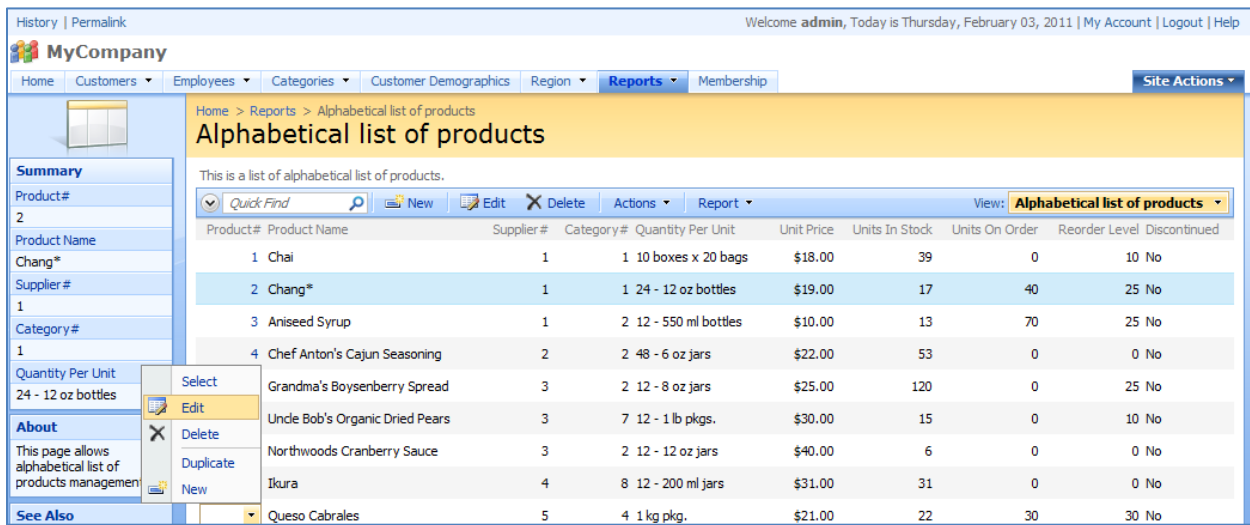 History | Permalink
Welcome admin, Today is Thursday, February 03, 2011 | My Account | Logout | Help
MyCompany
Home Customers Employees Categories Customer Demographics Region Reports Membership Site Actions
Home > Reports > Alphabetical list of products
Alphabetical list of products
This is a list of alphabetical list of products.
Quick Find New Edit Delete Actions Report View: Alphabetical list of products
Product# Product Name Supplier# Category# Quantity Per Unit Unit Price Units In Stock Units On Order Reorder Level Discontinued
1 Chai 1 1 10 boxes x 20 bags $18.00 39 0 10 No
2 Chang* 1 1 24 - 12 oz bottles $19.00 17 40 25 No
3 Aniseed Syrup 1 2 12 - 550 ml bottles $10.00 13 70 25 No
4 Chef Anton's Cajun Seasoning 2 2 48 - 6 oz jars $22.00 53 0 0 No
Grandma's Boysenberry Spread 3 2 12 - 8 oz jars $25.00 120 0 25 No
Uncle Bob's Organic Dried Pears 3 7 12 - 1 lb pkgs. $30.00 15 0 10 No
Northwoods Cranberry Sauce 3 2 12 - 12 oz jars $40.00 6 0 0 No
Ikura 4 8 12 - 200 ml jars $31.00 31 0 0 No
Queso Cabrales 5 4 1 kg pkg. $21.00 22 30 30 No
Summary
Product#
2
Product Name
Chang*
Supplier#
1
Category#
1
Quantity Per Unit
24 - 12 oz bottles
About
This page allows
alphabetical list of
products management
See Also
Select
Edit
Delete
Duplicate
New